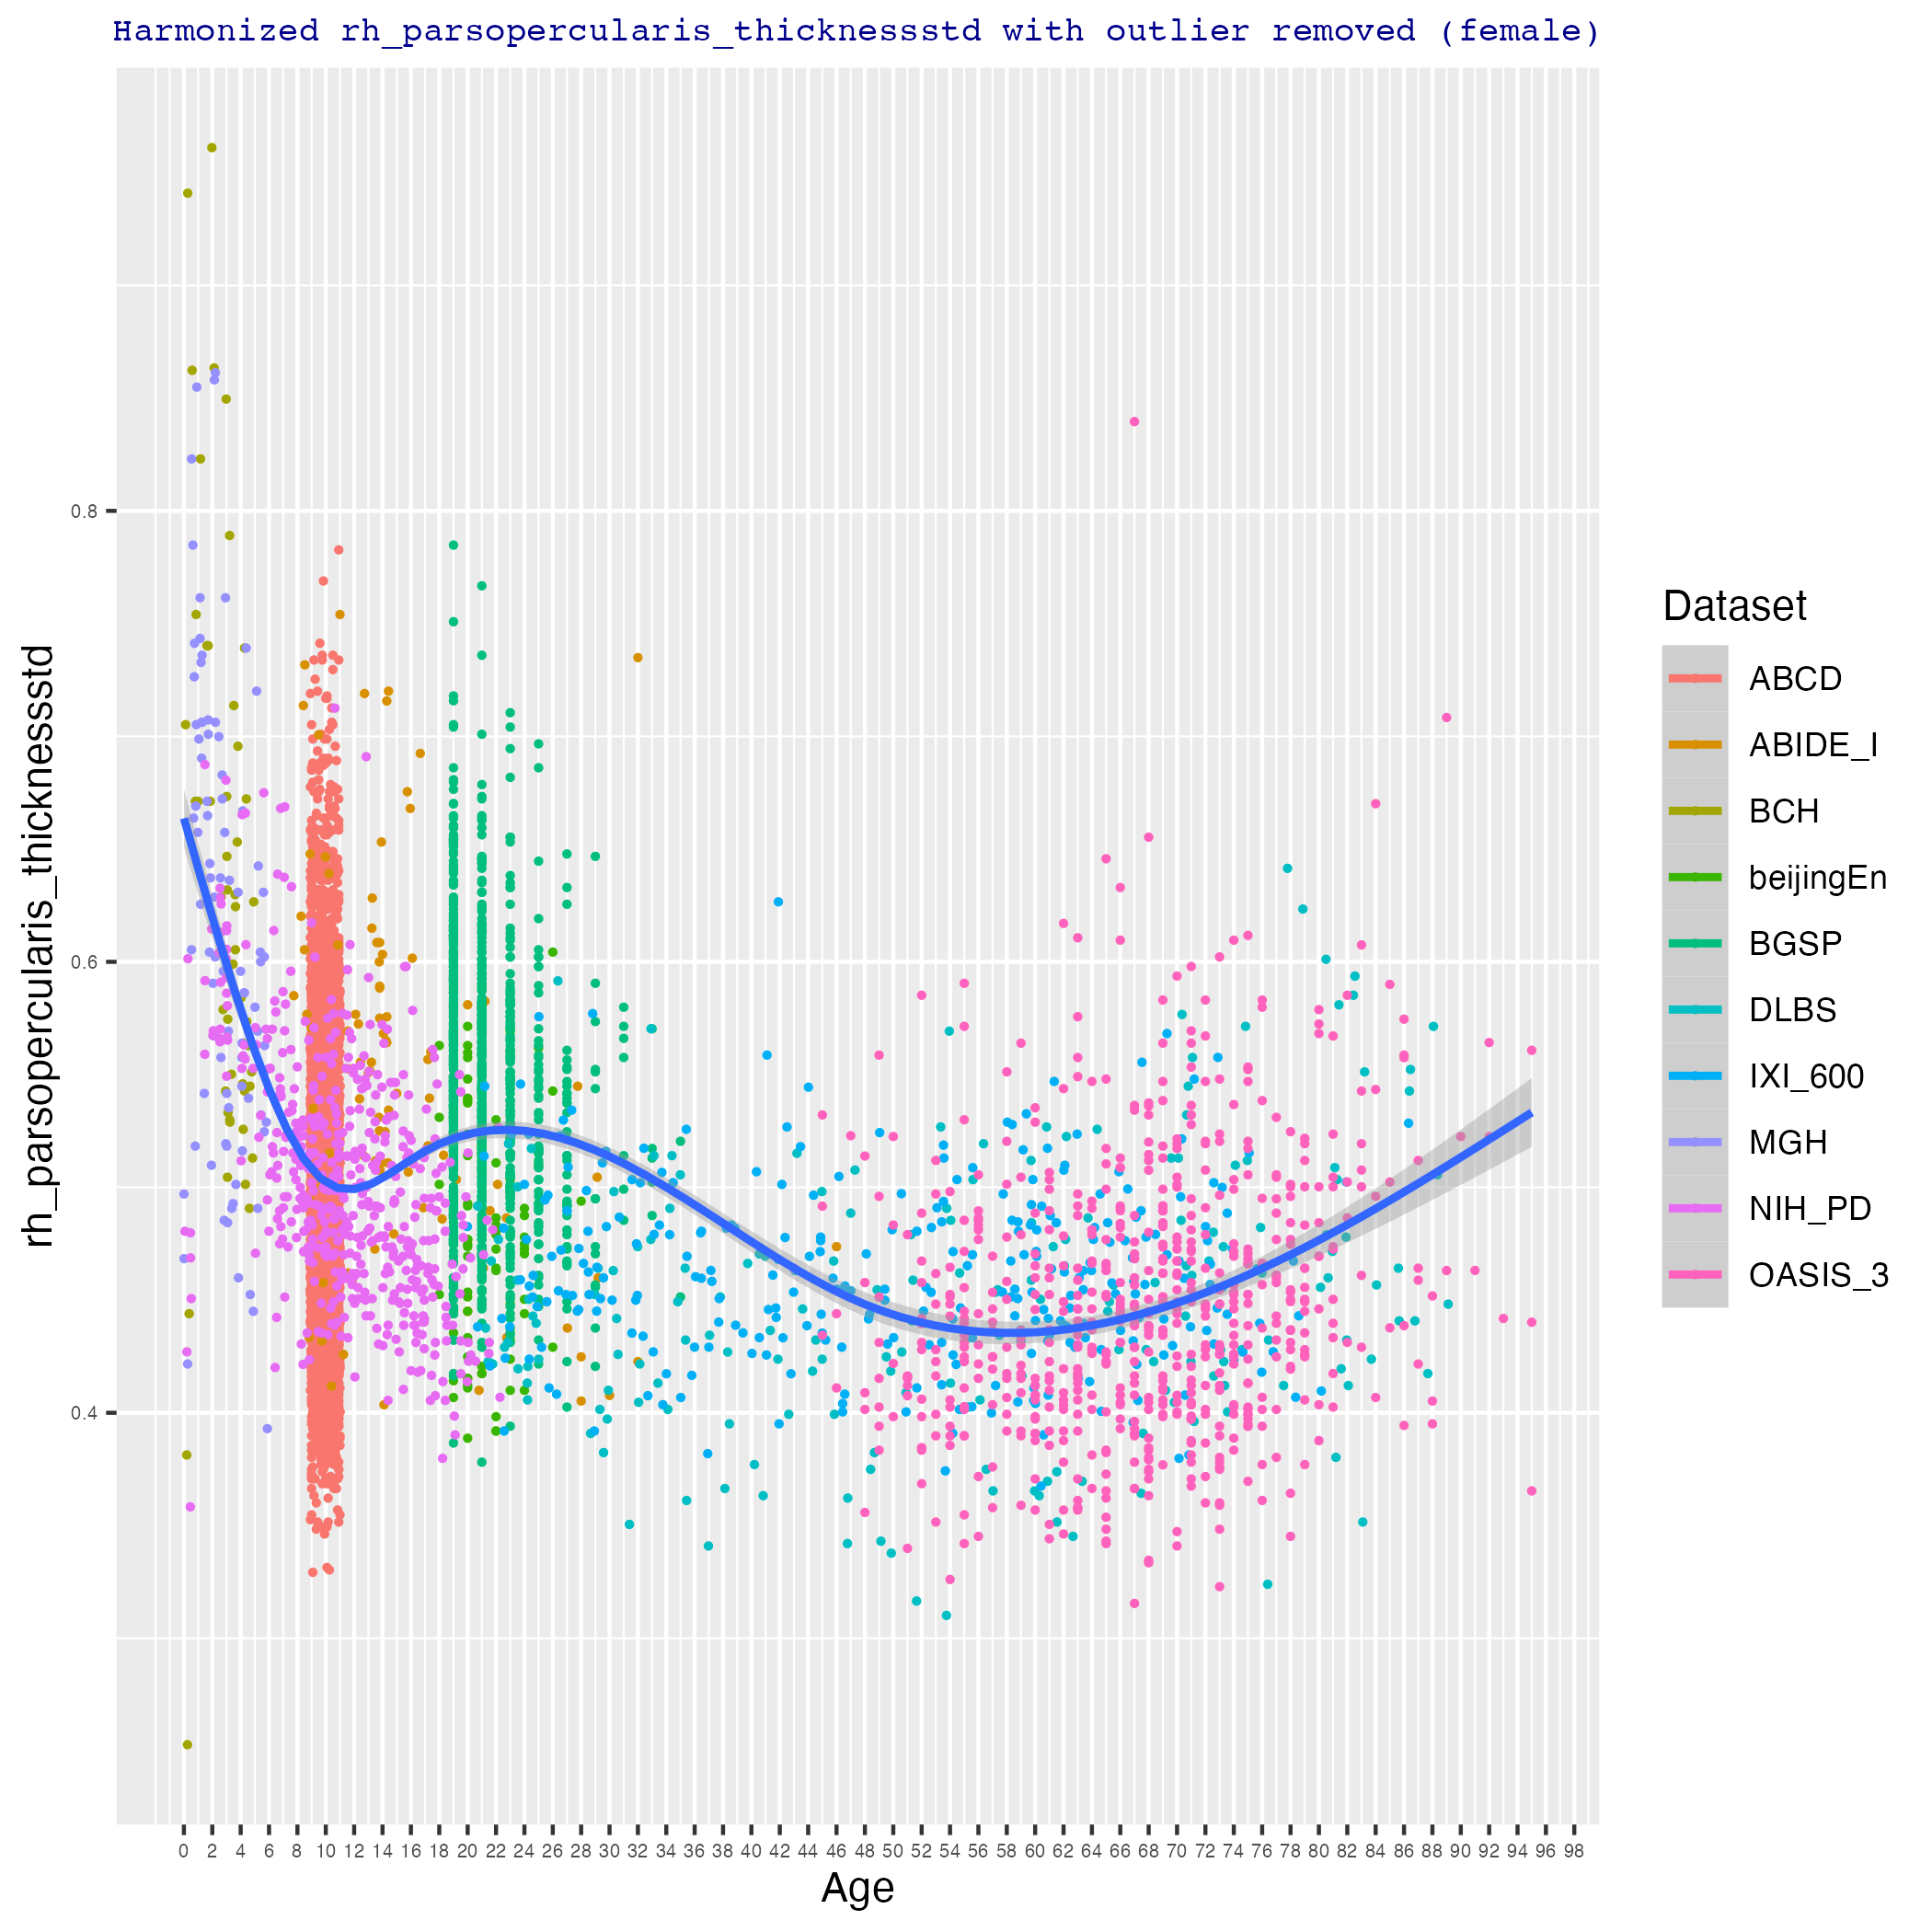 Harmonized rh_parsopercularis_thicknessstd with outlier removed (female)
rh_parsopercularis_thicknessstd
0.8
0.6
0.4
0 2 4 6 8 10 12 14 16 18 20 22 24 26 28 30 32 34 36 38 40 42 44 46 48 50 52 54 56 58 60 62 64 66 68 70 72 74 76 78 80 82 84 86 88 90 92 94 96 98
Age
Dataset
ABCD
ABIDE_I
BCH
beijingEn
BGSP
DLBS
IXI_600
MGH
NIH_PD
OASIS_3